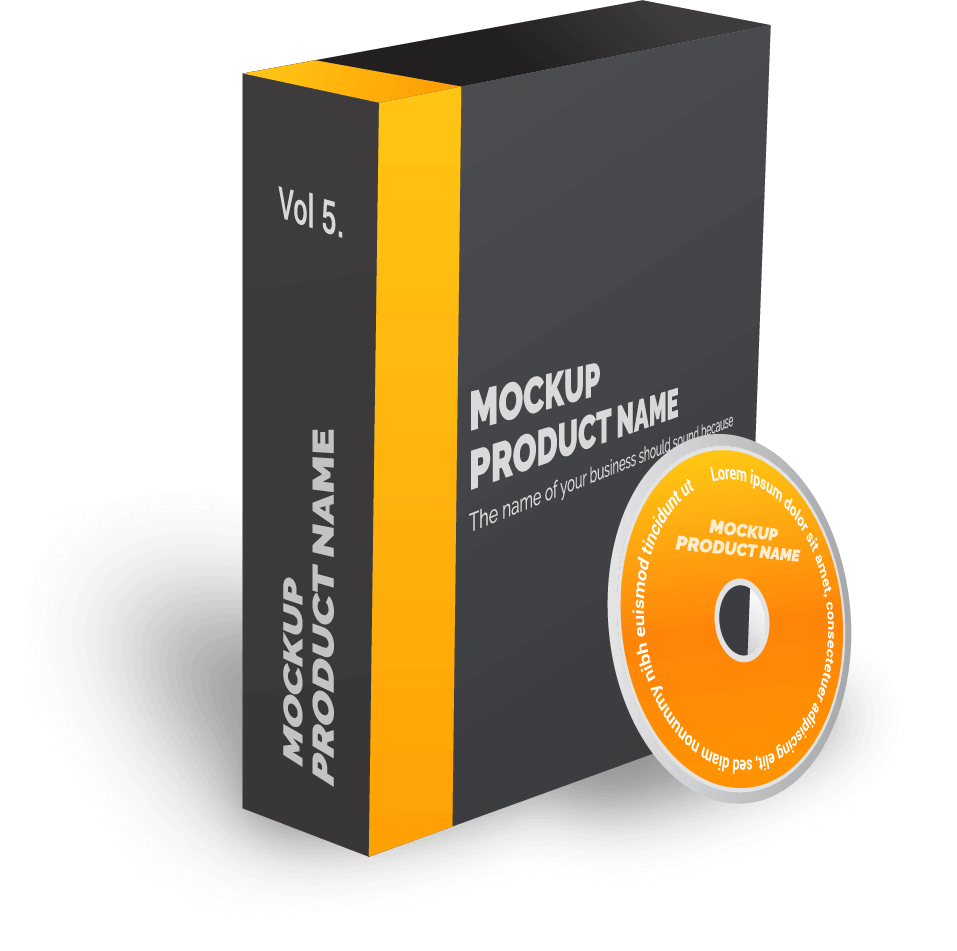 Vol 5.
MOCKUP
PRODUCT NAME
MOCKUP
PRODUCT NAME
The name of your business should sound because
MOCKUP
PRODUCT NAME
Lorem ipsum dolor sit amet, consectetuer adipiscing elit, sed diam nonummy nibh euismod tincidunt ut